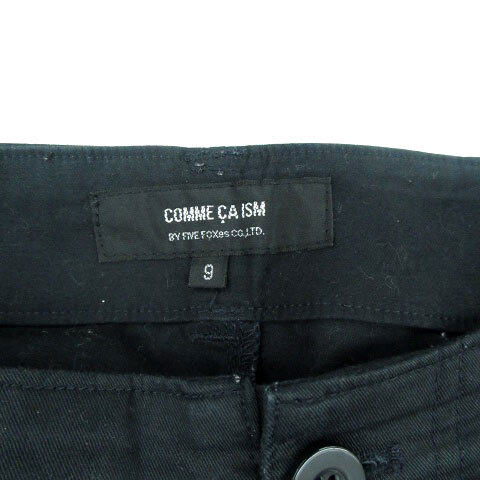 COMME ÇA ISM
BY FIVE FOXes CO.,LTD.
9